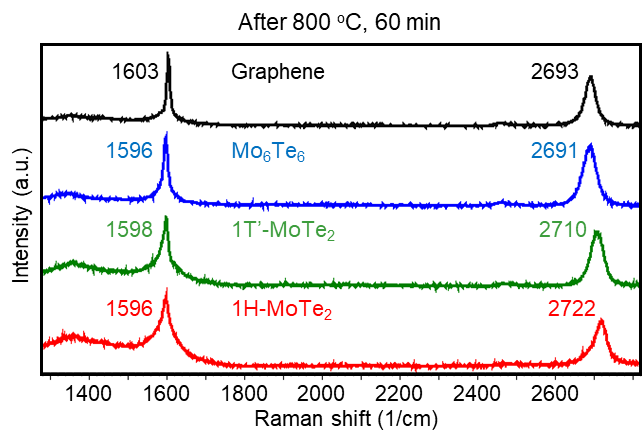 After 800 ºC, 60 min
1603 Graphene 2693
1596 Mo₆Te₆ 2691
1598 1T’-MoTe₂ 2710
1596 1H-MoTe₂ 2722
Intensity (a.u.)
1400 1600 1800 2000 2200 2400 2600
Raman shift (1/cm)